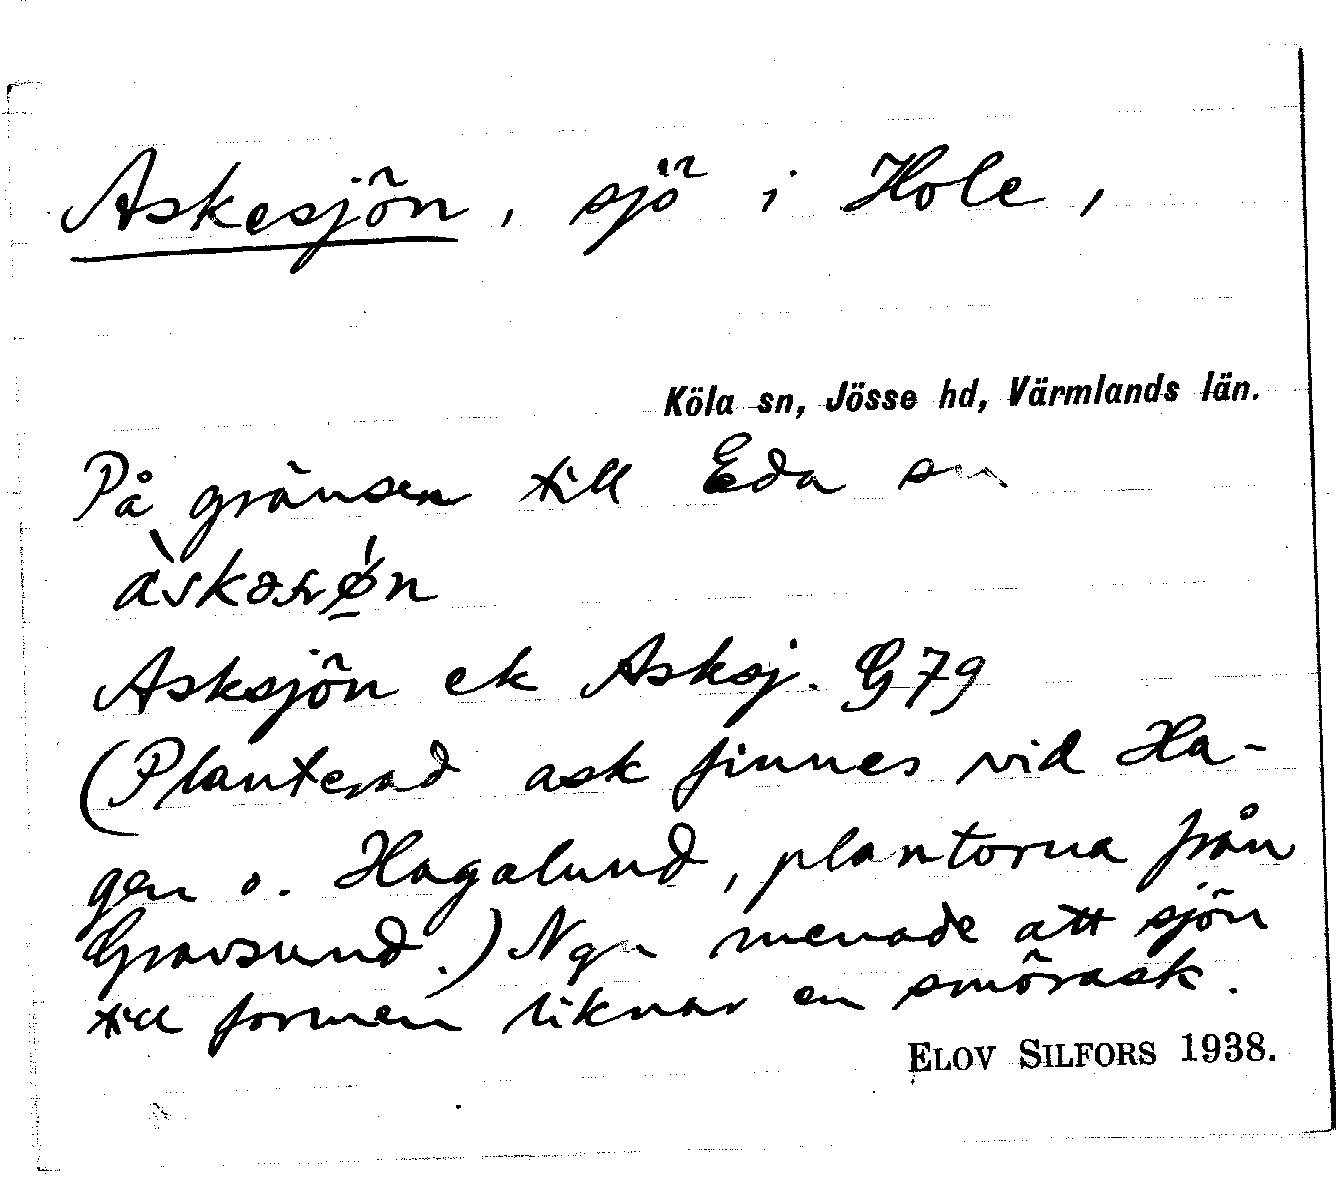 Askesjön, sjö i Hole,
Köla sn, Jösse hd, Värmlands län.
På gränsen till Eda sn
Asksjön ek Asksj. G 79
(Planterad ask finnes vid Ha-
gen o. Hagalund, plantorna från
Gravsund.) Ngn menade att sjön
till formen liknar en smörask.
ELOV SILFORS 1938.